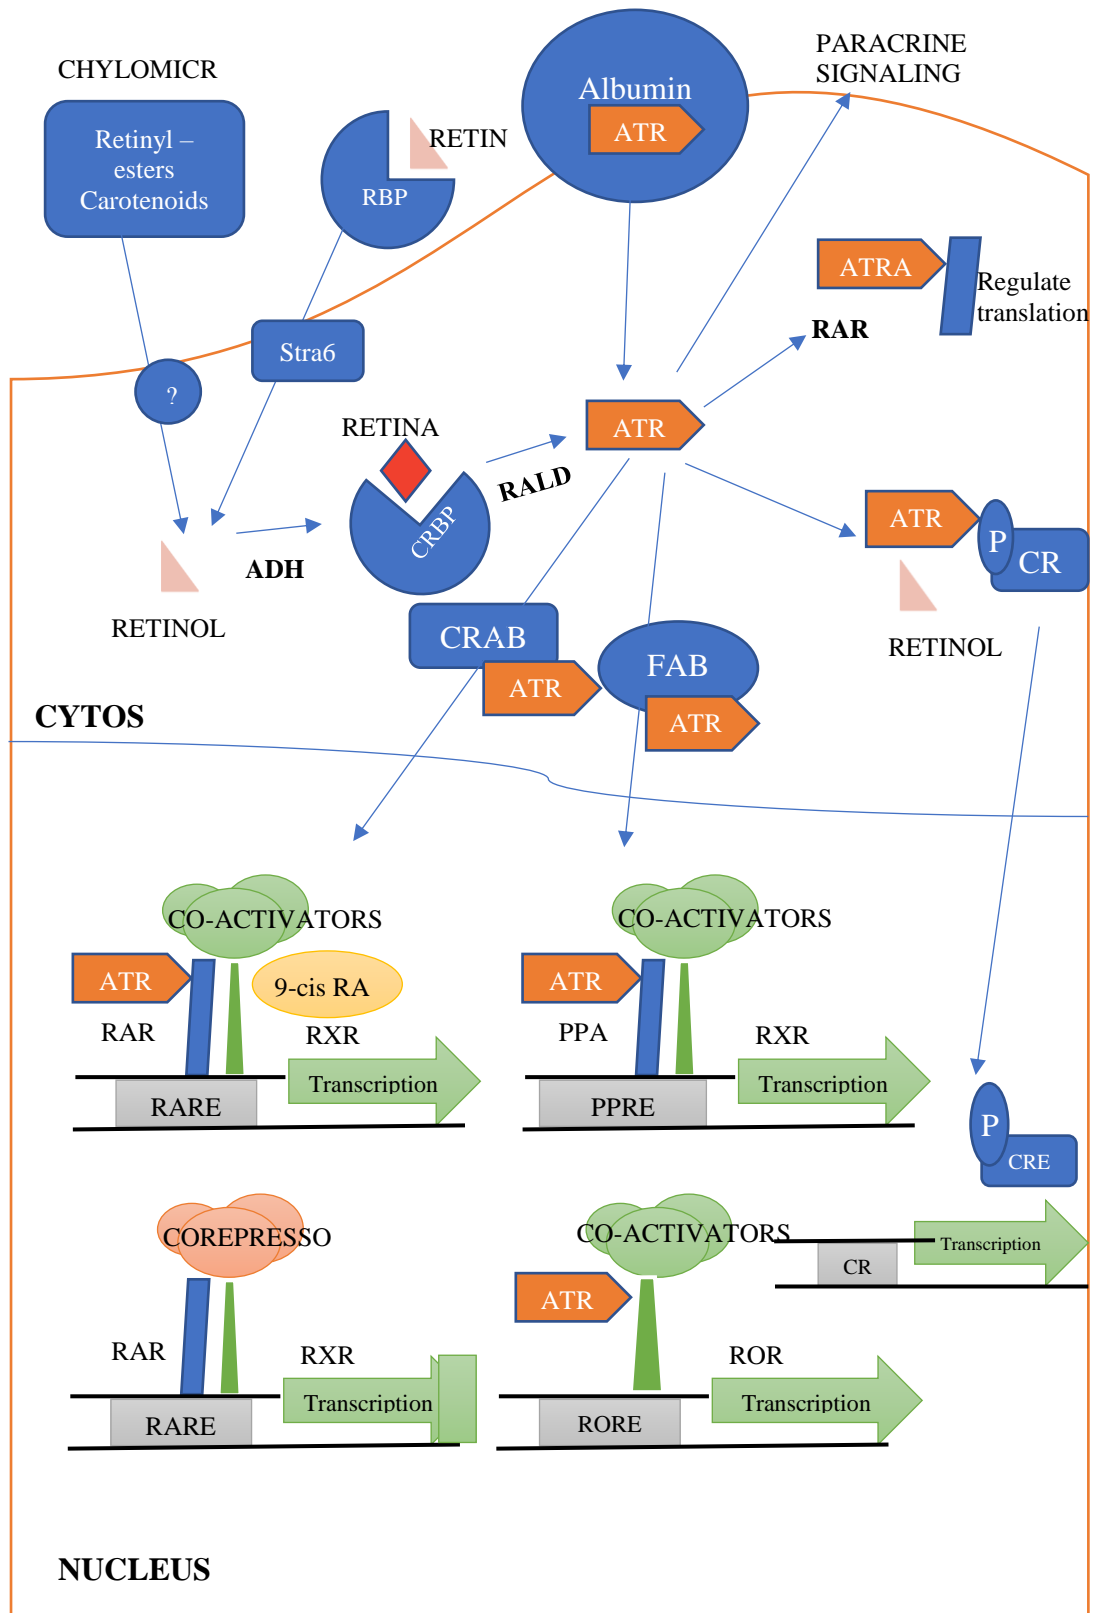 CHYLOMICR
Retinyl –
esters
Carotenoids
RETIN
RBP
Albumin
ATR
PARACRINE
SIGNALING
ATRA
Regulate
translation
RAR
Stra6
?
RETINA
CRBP
RALD
ATR
ADH
RETINOL
ATR
P
CR
RETINOL
CRAB
ATR
FAB
ATR
CYTOS
CO-ACTIVATORS
ATR
9-cis RA
RAR
RXR
Transcription
RARE
CO-ACTIVATORS
ATR
PPA
RXR
Transcription
PPRE
P
CRE
COREPRESSO
RAR
RXR
Transcription
RARE
CO-ACTIVATORS
ATR
ROR
Transcription
RORE
Transcription
CR
NUCLEUS